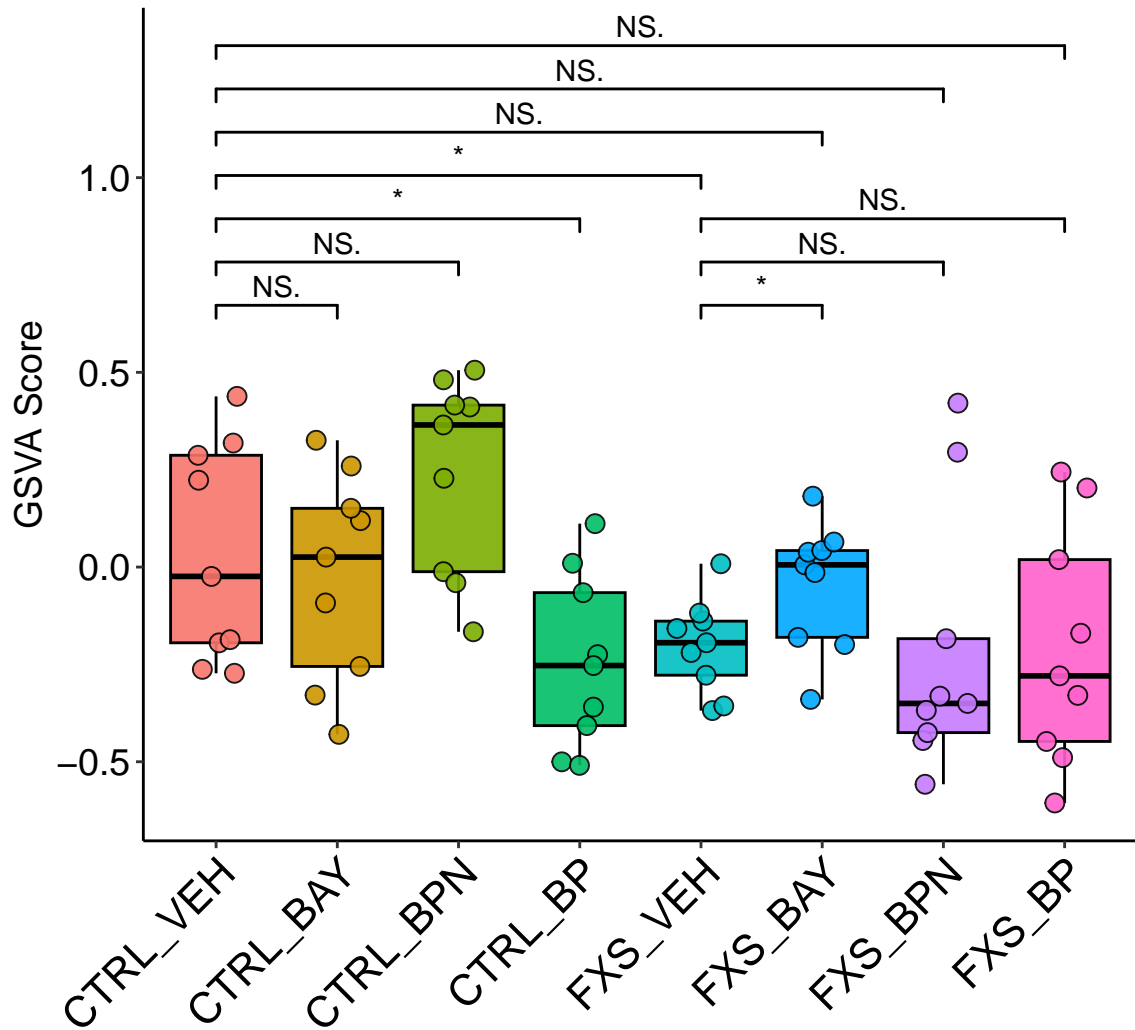 NS.
NS.
NS.
*
*
NS.
NS.
NS.
NS.
*
GSVA Score
1.0
0.5
0.0
−0.5
CTRL_VEH
CTRL_BAY
CTRL_BPN
CTRL_BP
FXS_VEH
FXS_BAY
FXS_BPN
FXS_BP